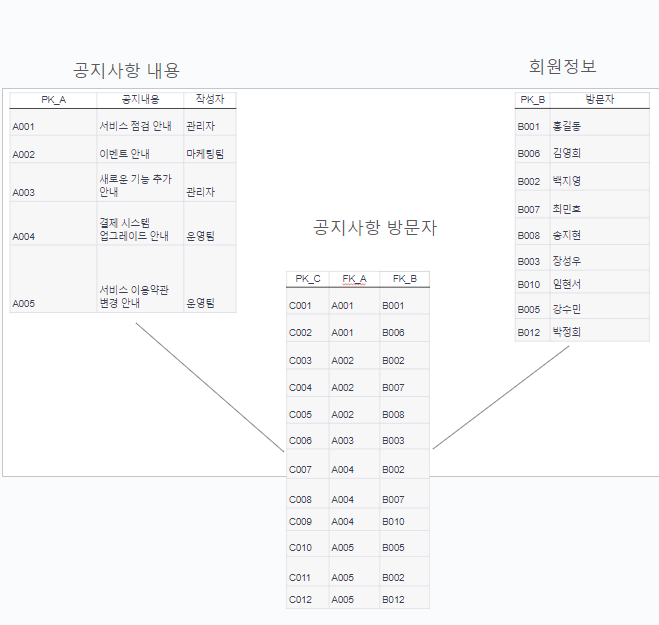 공지사항 내용
PK_A 공지내용 작성자
A001 서비스 점검 안내 관리자
A002 이벤트 안내 마케팅팀
새로운 기능 추가
A003 안내 관리자
결제 시스템
A004 업그레이드 안내 운영팀
서비스 이용약관
A005 변경 안내 운영팀
회원정보
PK_B 방문자
B001 홍길동
B006 김영희
B002 백지영
B007 최민호
B008 송지현
B003 장성우
B010 임현서
B005 강수민
B012 박정희
공지사항 방문자
PK_C FK_A FK_B
C001 A001 B001
C002 A001 B006
C003 A002 B002
C004 A002 B007
C005 A002 B008
C006 A003 B003
C007 A004 B002
C008 A004 B007
C009 A004 B010
C010 A005 B005
C011 A005 B002
C012 A005 B012